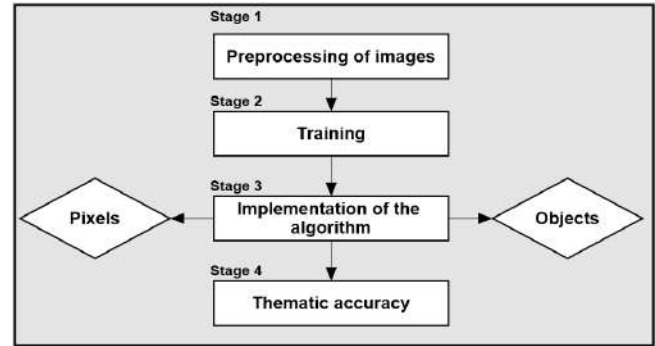 Stage 1
Preprocessing of images
Stage 2
Training
Stage 3
Pixels
Implementation of the
algorithm
Objects
Stage 4
Thematic accuracy